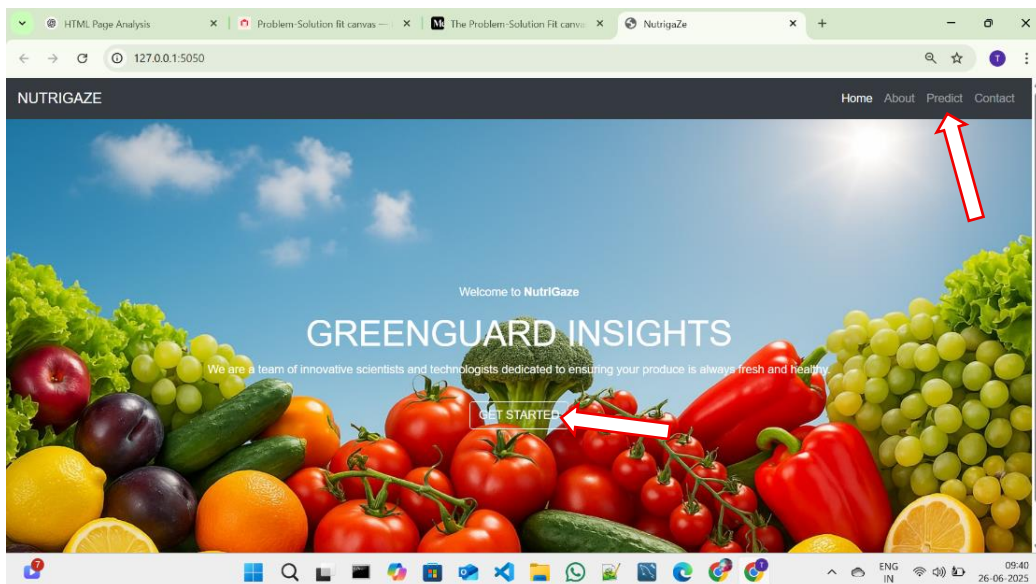 HTML Page Analysis
Problem-Solution fit canvas —
The Problem-Solution Fit canva
NutrigaZe
127.0.0.1:5050
T
NUTRIGAZE
Home About Predict Contact
Welcome to NutriGaze
GREENGUARD INSIGHTS
We are a team of innovative scientists and technologists dedicated to ensuring your produce is always fresh and healthy.
GET STARTED
7
ENG
IN
09:40
26-06-2025